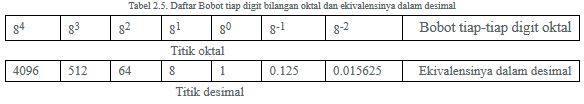 Tabel 2.5. Daftar Bobot tiap digit bilangan oktal dan ekivalensinya dalam desimal
8⁴ 8³ 8² 8¹ 8⁰ 8⁻¹ 8⁻² Bobot tiap-tiap digit oktal
Titik oktal
4096 512 64 8 1 0.125 0.015625 Ekivalensinya dalam desimal
Titik desimal